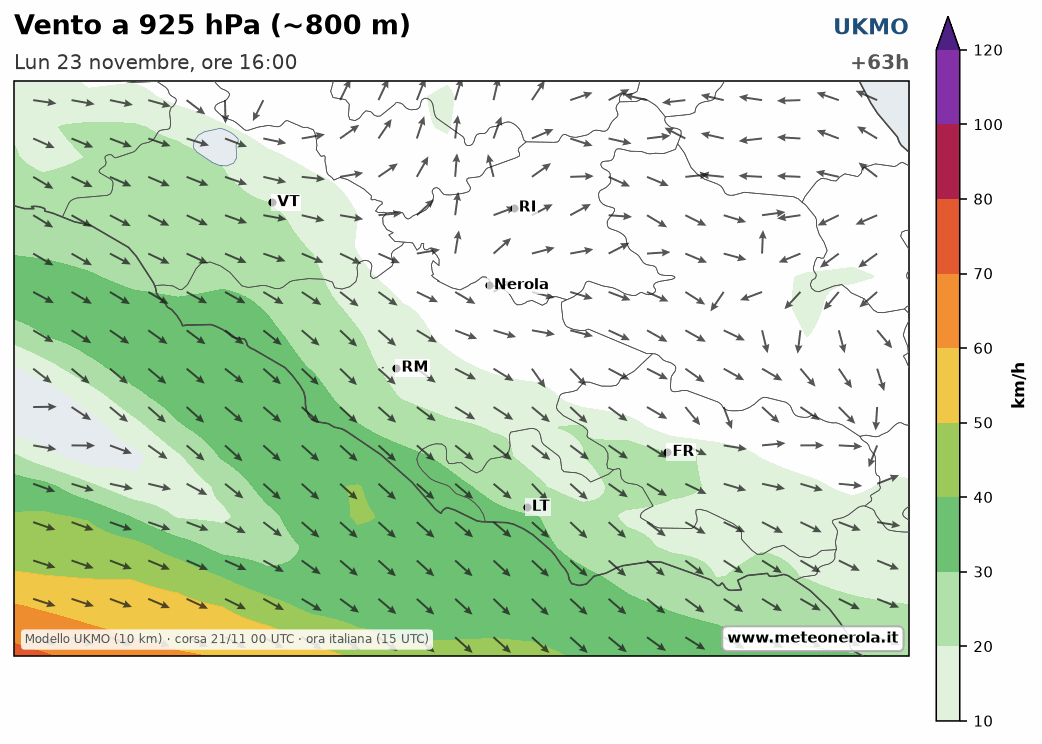 Vento a 925 hPa (~800 m)
UKMO
Lun 23 novembre, ore 16:00
+63h
VT
RI
Nerola
RM
FR
LT
Modello UKMO (10 km) · corsa 21/11 00 UTC · ora italiana (15 UTC)
www.meteonerola.it
120
100
80
70
60
50
40
30
20
10
km/h